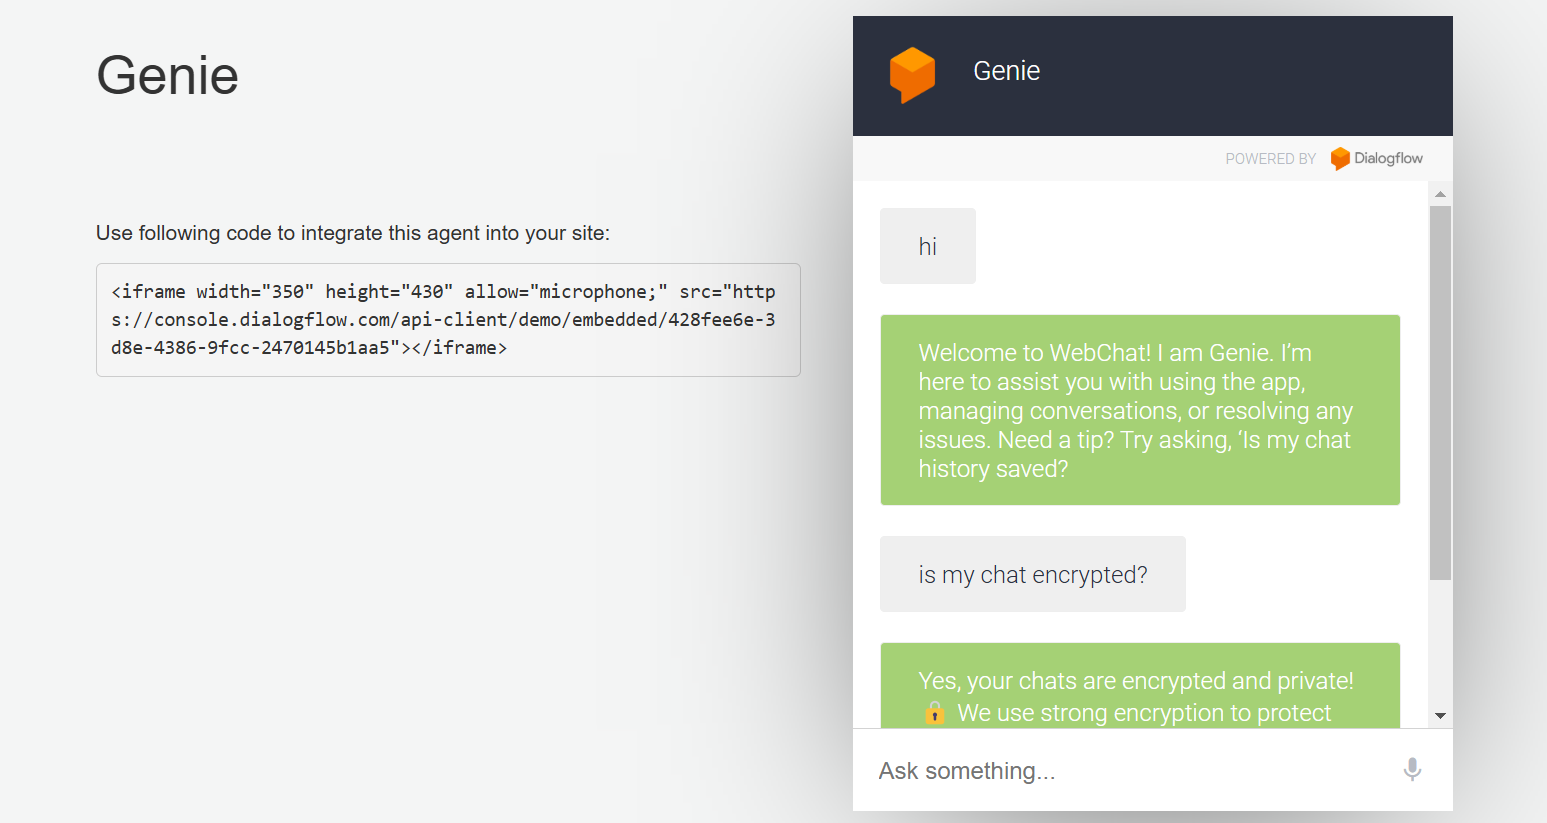 Genie
Use following code to integrate this agent into your site:
<iframe width="350" height="430" allow="microphone;" src="http
s://console.dialogflow.com/api-client/demo/embedded/428fee6e-3
d8e-4386-9fcc-2470145b1aa5"></iframe>
Genie
POWERED BY Dialogflow
hi
Welcome to WebChat! I am Genie. I’m
here to assist you with using the app,
managing conversations, or resolving any
issues. Need a tip? Try asking, ‘Is my chat
history saved?
is my chat encrypted?
Yes, your chats are encrypted and private!
🔒 We use strong encryption to protect
Ask something...